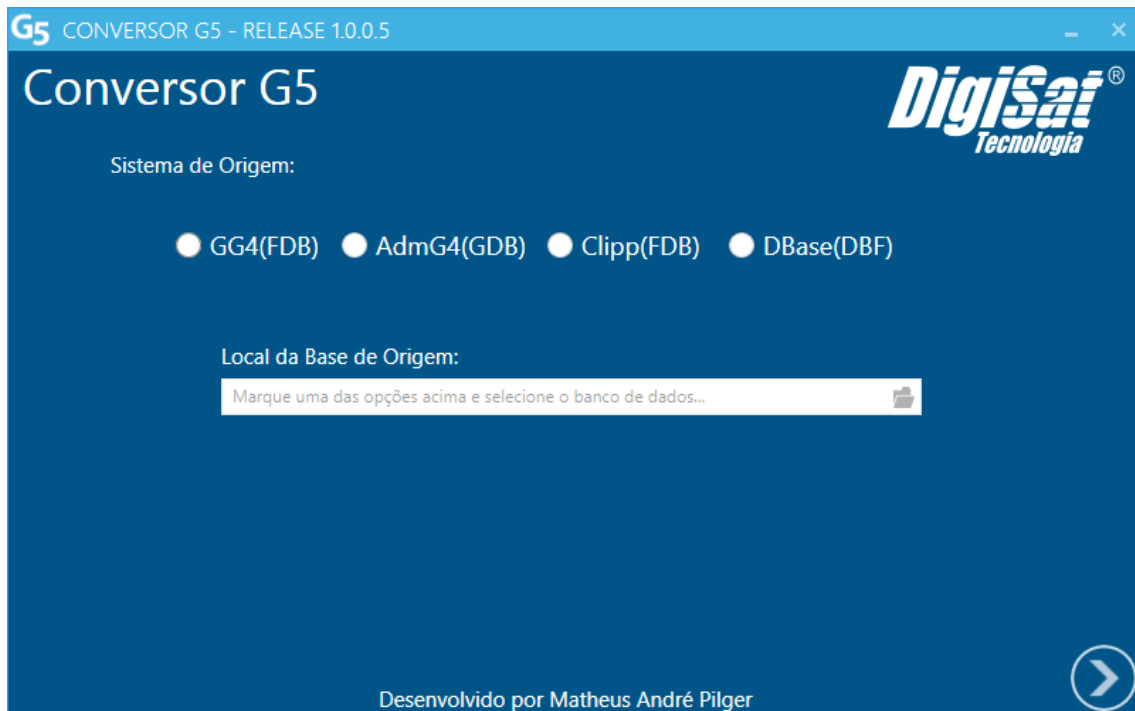 G5 CONVERSOR G5 - RELEASE 1.0.0.5
Conversor G5
DigiSat®
Tecnologia
Sistema de Origem:
GG4(FDB) AdmG4(GDB) Clipp(FDB) DBase(DBF)
Local da Base de Origem:
Marque uma das opções acima e selecione o banco de dados...
Desenvolvido por Matheus André Pilger